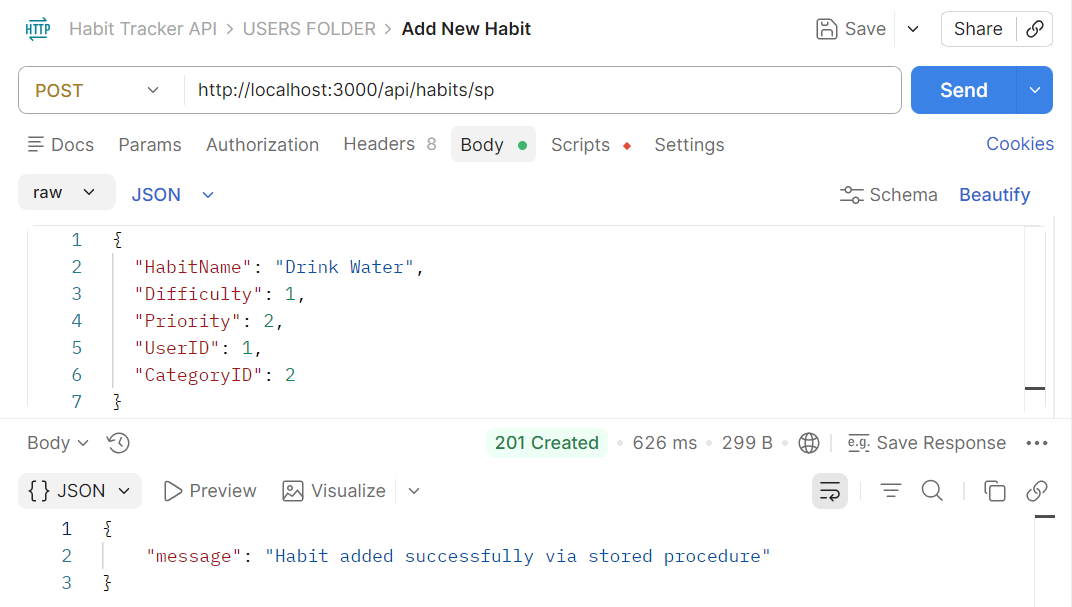 HTTP Habit Tracker API > USERS FOLDER > Add New Habit Save Share
POST http://localhost:3000/api/habits/sp Send
Docs Params Authorization Headers 8 Body Scripts Settings Cookies
raw JSON Schema Beautify
1 {
2 "HabitName": "Drink Water",
3 "Difficulty": 1,
4 "Priority": 2,
5 "UserID": 1,
6 "CategoryID": 2
7 }
Body 201 Created 626 ms 299 B e.g. Save Response
{} JSON Preview Visualize
1 {
2 "message": "Habit added successfully via stored procedure"
3 }